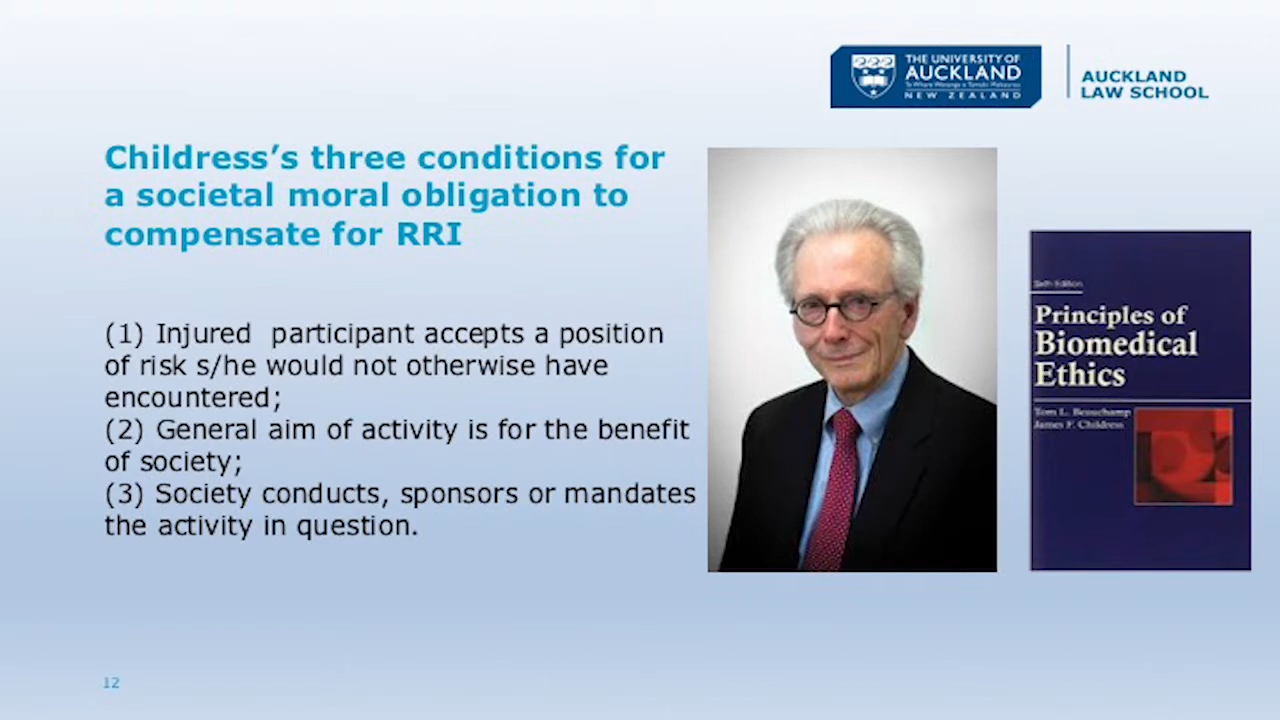 THE UNIVERSITY OF
AUCKLAND
NEW ZEALAND
AUCKLAND
LAW SCHOOL
Childress’s three conditions for
a societal moral obligation to
compensate for RRI
(1) Injured  participant accepts a position
of risk s/he would not otherwise have
encountered;
(2) General aim of activity is for the benefit
of society;
(3) Society conducts, sponsors or mandates
the activity in question.
Sixth Edition
Principles of
Biomedical
Ethics
Tom L. Beauchamp
James F. Childress
12